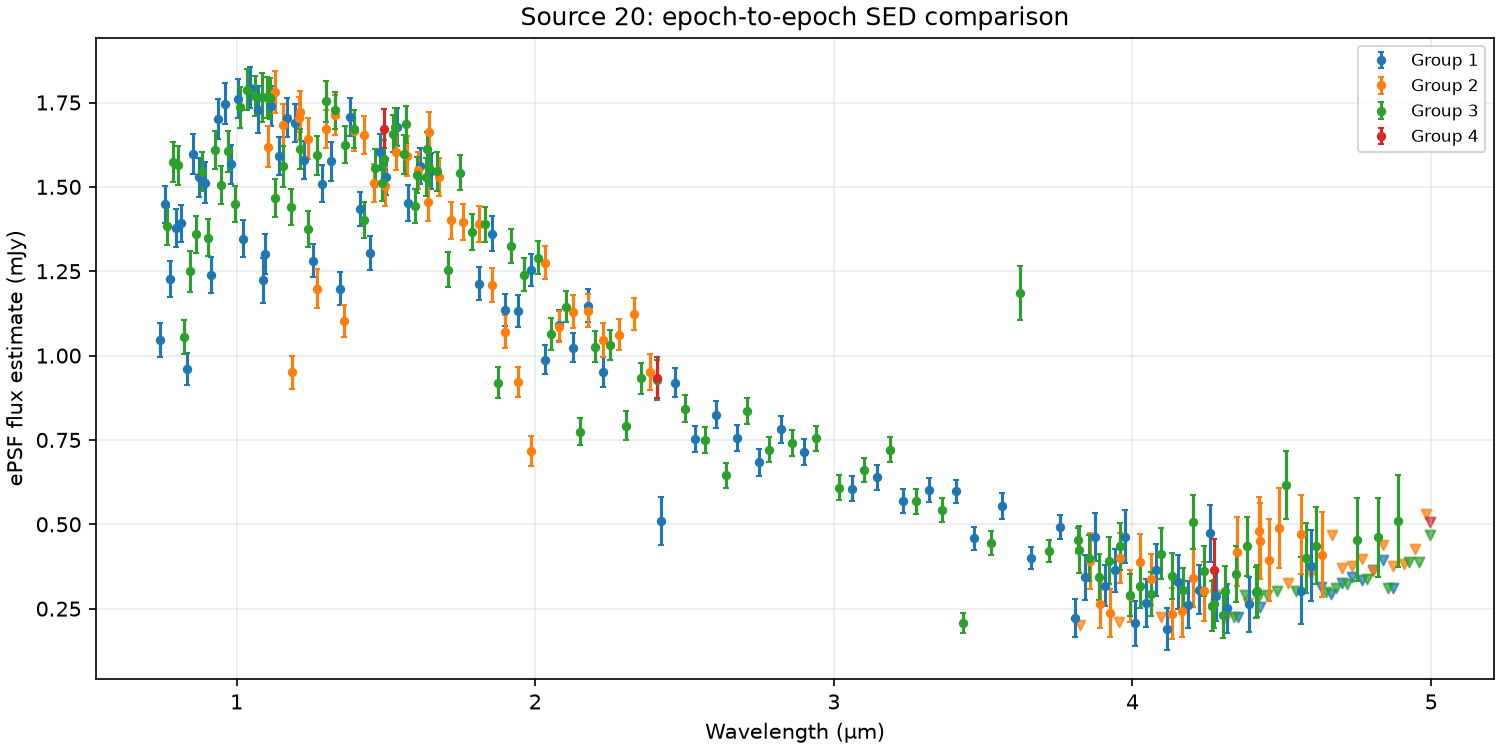 Source 20: epoch-to-epoch SED comparison
ePSF flux estimate (mJy)
1.75
1.50
1.25
1.00
0.75
0.50
0.25
Group 1
Group 2
Group 3
Group 4
1 2 3 4 5
Wavelength (μm)